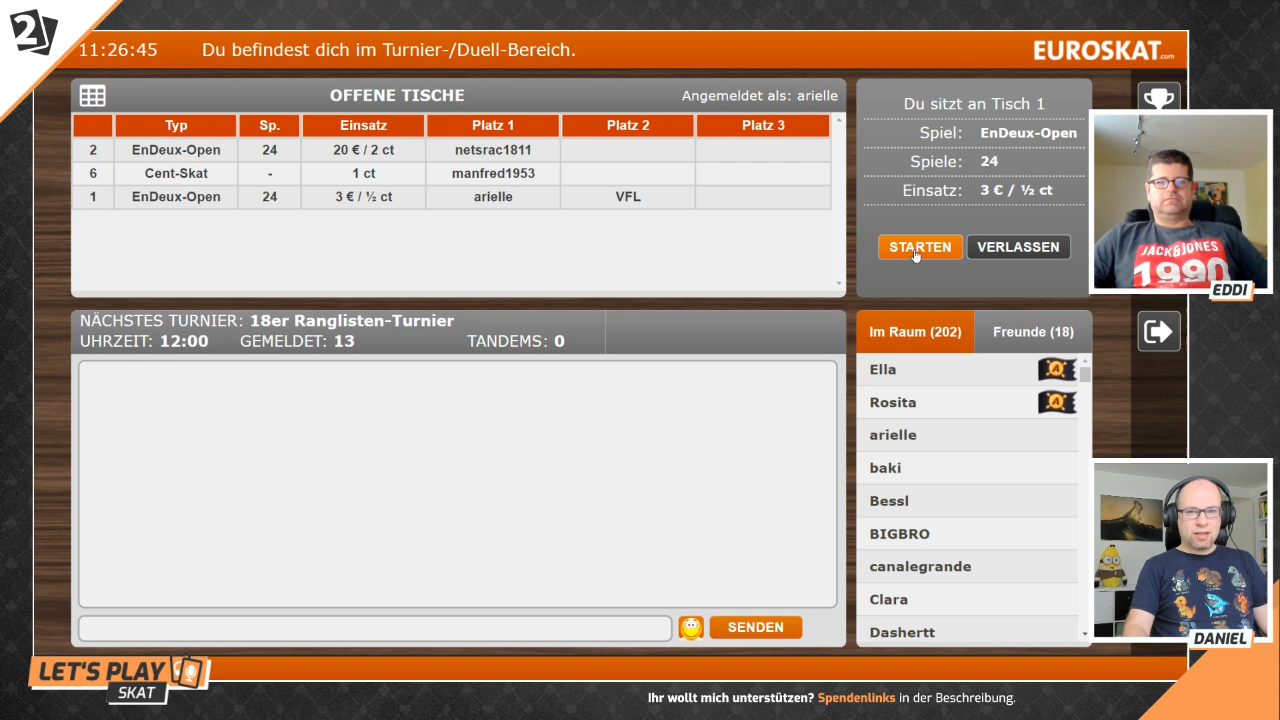 2
11:26:45 Du befindest dich im Turnier-/Duell-Bereich.
EUROSKAT.com
OFFENE TISCHE Angemeldet als: arielle
Typ Sp. Einsatz Platz 1 Platz 2 Platz 3
2 EnDeux-Open 24 20 € / 2 ct netsrac1811
6 Cent-Skat - 1 ct manfred1953
1 EnDeux-Open 24 3 € / ½ ct arielle VFL
Du sitzt an Tisch 1
Spiel: EnDeux-Open
Spiele: 24
Einsatz: 3 € / ½ ct
STARTEN VERLASSEN
JACK&JONES
1990
EDDI
NÄCHSTES TURNIER: 18er Ranglisten-Turnier
UHRZEIT: 12:00 GEMELDET: 13 TANDEMS: 0
SENDEN
Im Raum (202) Freunde (18)
Ella A
Rosita A
arielle
baki
Bessl
BIGBRO
canalegrande
Clara
Dashertt
DANIEL
LET'S PLAY
SKAT
Ihr wollt mich unterstützen? Spendenlinks in der Beschreibung.